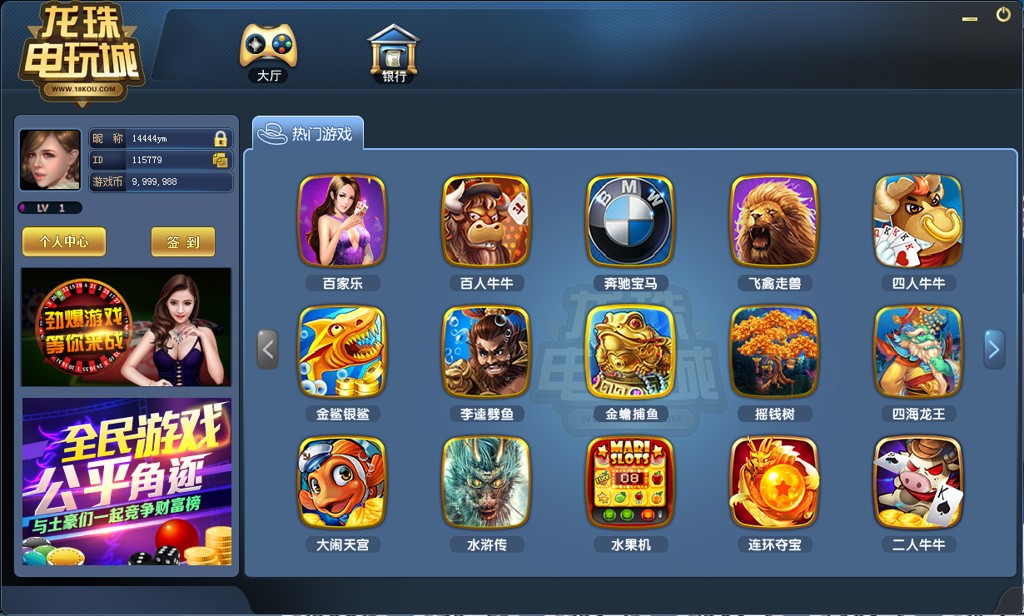 龙珠
电玩城
WWW.18KOU.COM
大厅
银行
昵 称 14444ym
ID 115779
游戏币 9,999,988
LV 1
个人中心
签 到
劲爆游戏
等你来战
全民游戏
公平角逐
与土豪们一起竞争财富榜
热门游戏
BMW
百家乐
百人牛牛
奔驰宝马
飞禽走兽
四人牛牛
龙珠
电玩城
金鲨银鲨
李逵劈鱼
金蟾捕鱼
摇钱树
四海龙王
MARI
SLOTS
08
K
大闹天宫
水浒传
水果机
连环夺宝
二人牛牛